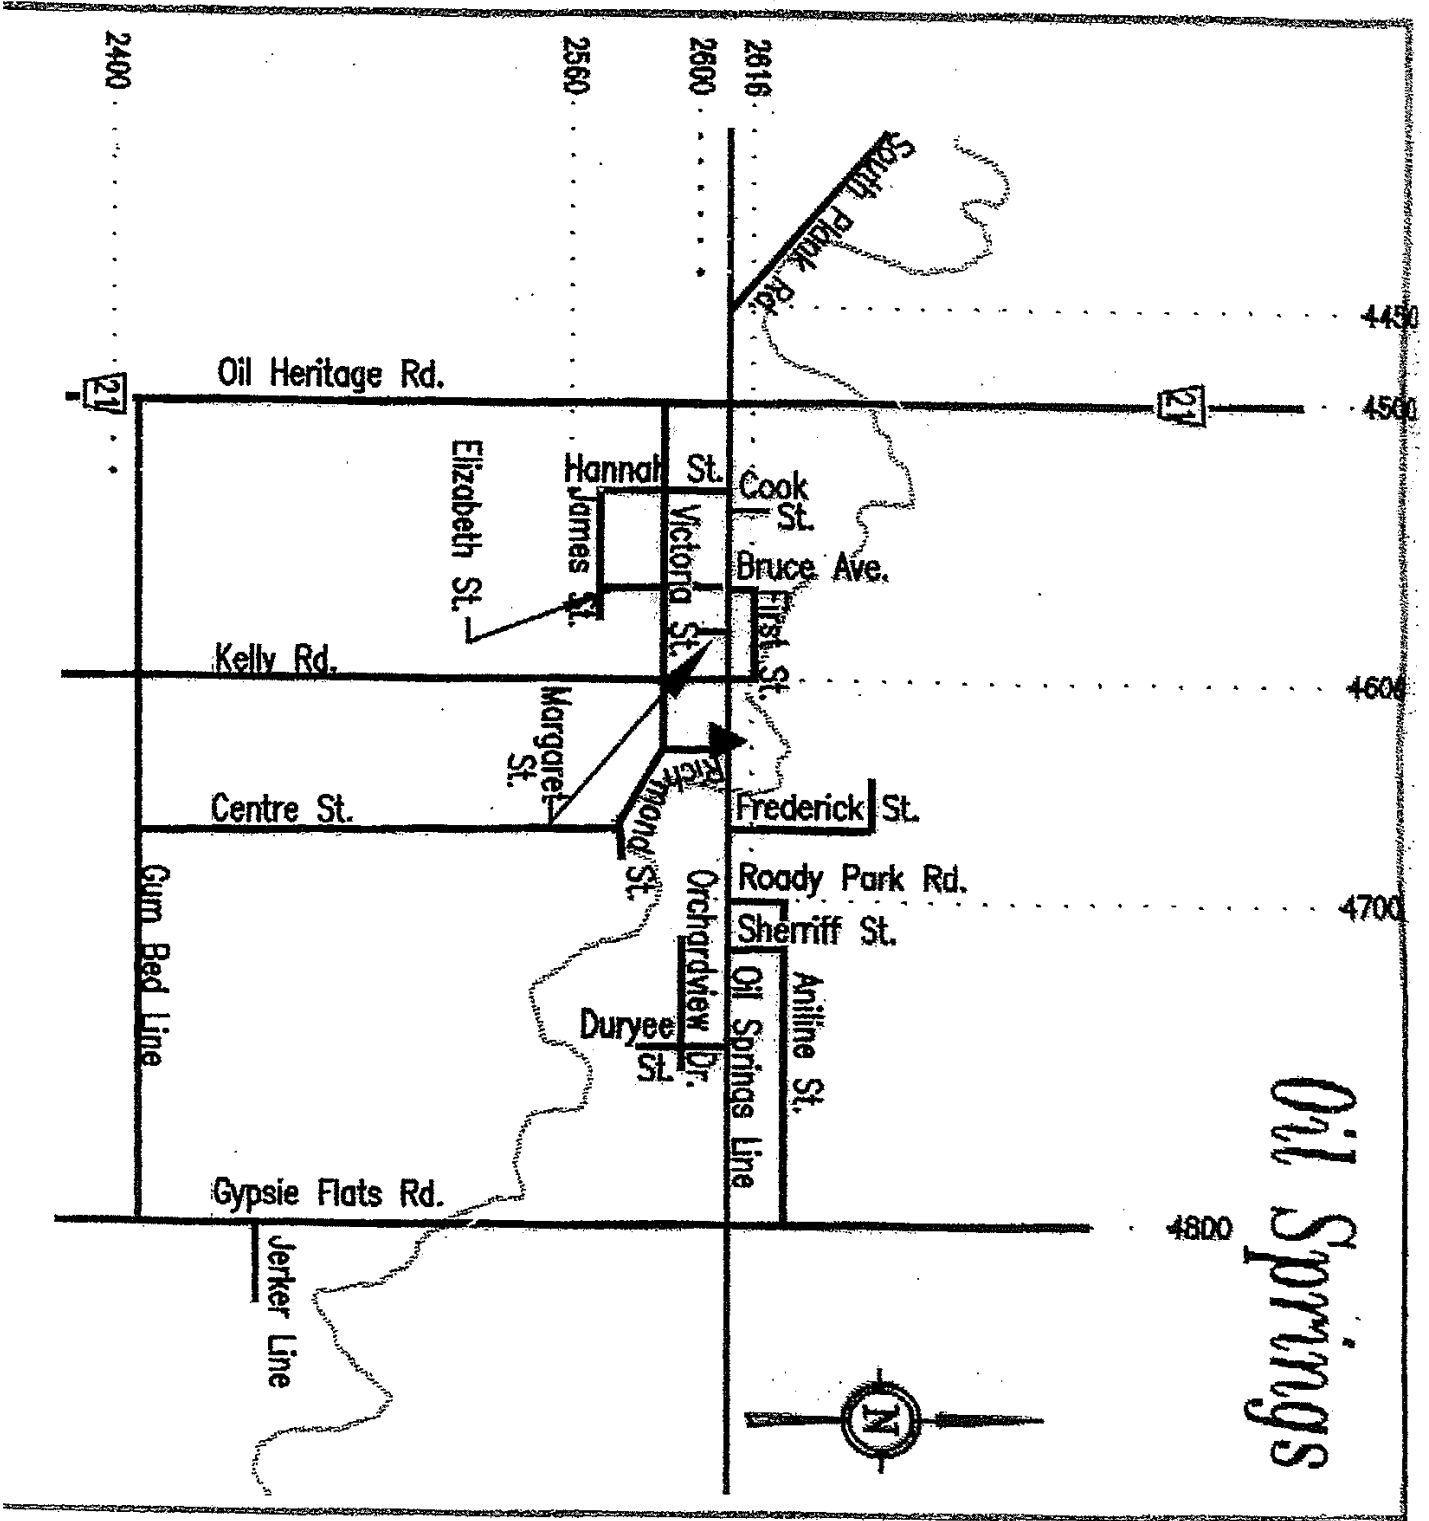 Oil Springs
2400
2560
2600
2616
South Plank Rd.
4450
Oil Heritage Rd.
21
21
4500
Elizabeth St.
Hannah St.
James St.
Victoria St.
Cook
St.
Bruce Ave.
First St.
Kelly Rd.
4600
Margaret
St.
Richmond St.
Centre St.
Frederick St.
Gum Bed Line
Orchardview Dr.
Roady Park Rd.
4700
Sherriff St.
Oil Springs Line
Aniline St.
Duryee
St.
Gypsie Flats Rd.
4800
Jerker Line
N